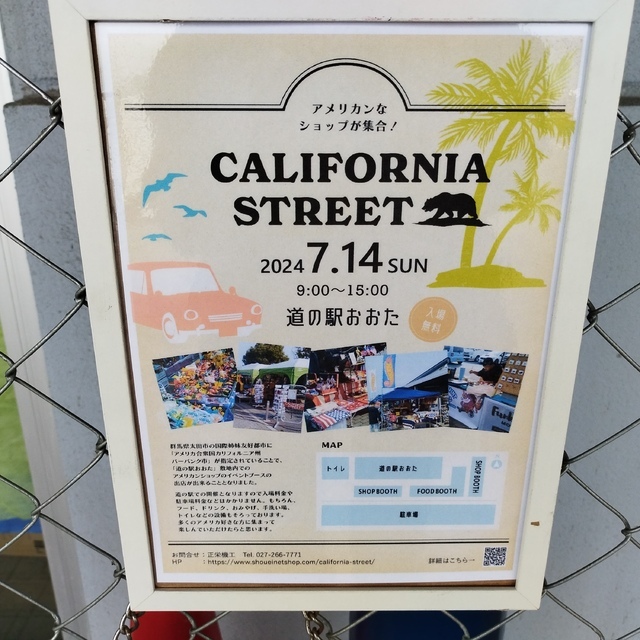 アメリカンな
ショップが集合！
CALIFORNIA
STREET
2024 7.14 SUN
9:00〜15:00
道の駅おおた
入場
無料
群馬県太田市の国際姉妹友好都市に
「アメリカ合衆国カリフォルニア州
バーバンク市」が指定されていることで、
「道の駅おおた」敷地内での
アメリカンショップのイベントブースの
出店が出来ることとなりました。
道の駅での開催となりますので入場料金や
駐車場料金などはかかりません。もちろん、
フード、ドリンク、おみやげ、手洗い場、
トイレなどの設備もそろっております。
多くのアメリカ好きな方に集まって
楽しんでいただけたらと思います。
MAP
トイレ
道の駅おおた
SHOP BOOTH
SHOP BOOTH
FOOD BOOTH
駐車場
お問合せ：正栄機工 Tel. 027-266-7771
HP ：https://www.shoueinetshop.com/california-street/
詳細はこちら→